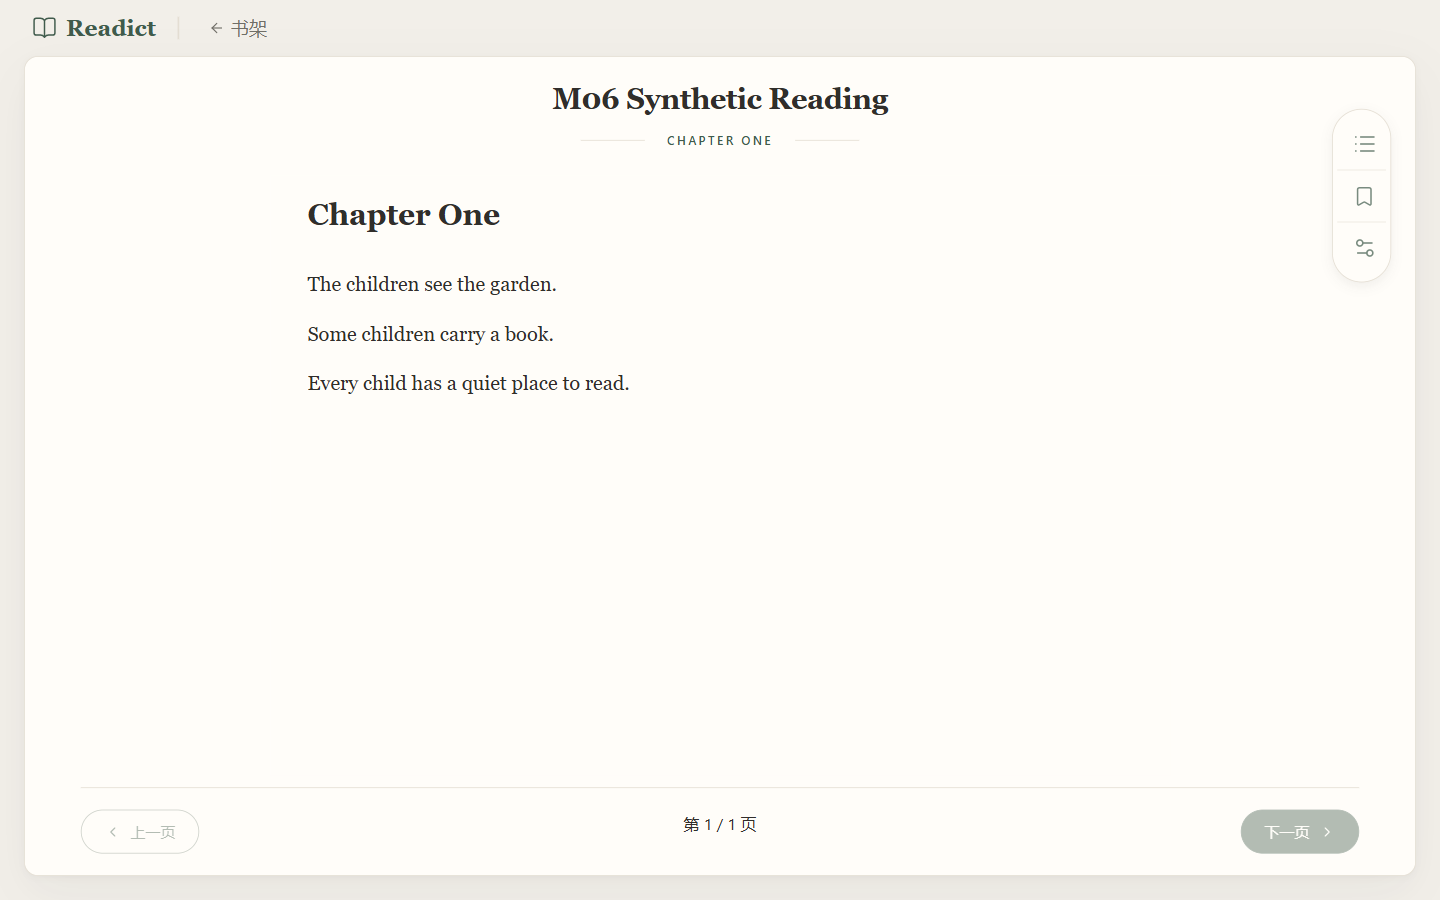 Readict
← 书架
M06 Synthetic Reading
CHAPTER ONE
Chapter One
The children see the garden.
Some children carry a book.
Every child has a quiet place to read.
上一页
第 1 / 1 页
下一页